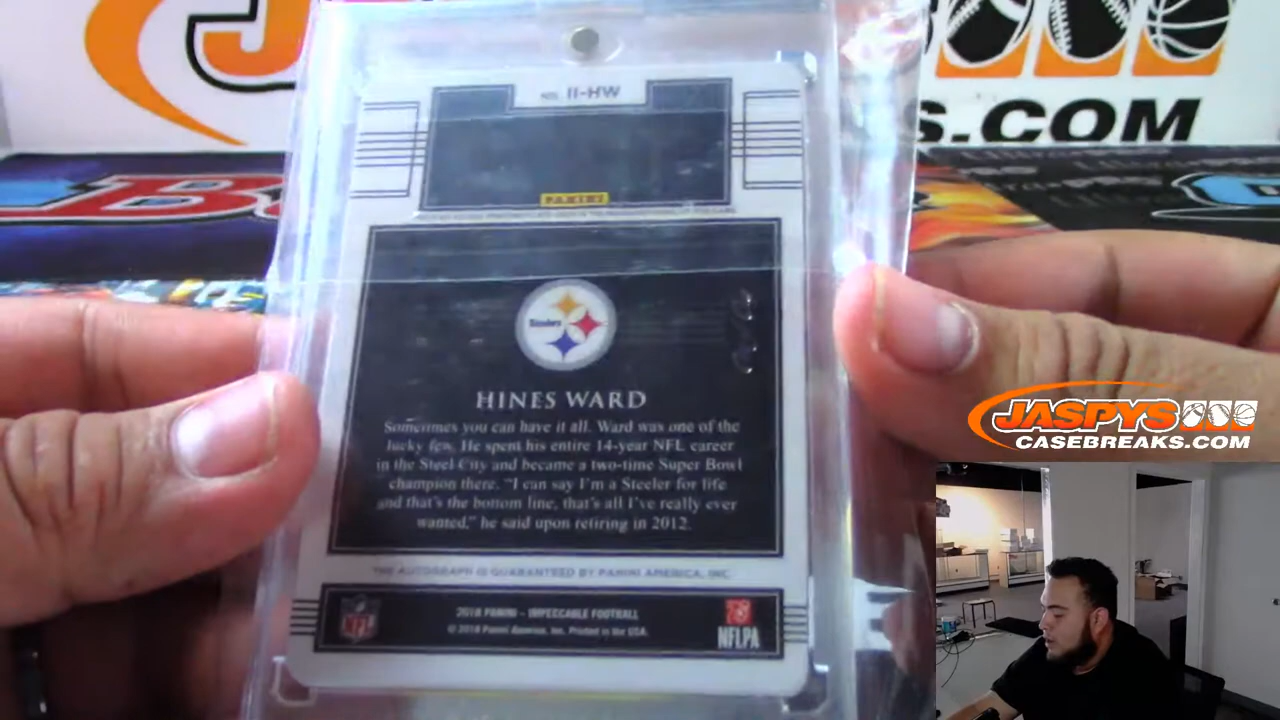 S.COM
NO. II-HW
PANINI
Steelers
HINES WARD
Sometimes you can have it all. Ward was one of the
lucky few. He spent his entire 14-year NFL career
in the Steel City and became a two-time Super Bowl
champion there. "I can say I'm a Steeler for life
and that's the bottom line, that's all I've really ever
wanted," he said upon retiring in 2012.
THE AUTOGRAPH IS GUARANTEED BY PANINI AMERICA, INC.
2018 PANINI - IMPECCABLE FOOTBALL
© 2018 Panini America, Inc. Printed in the USA.
NFL
NFLPA
JASPYS
CASEBREAKS.COM